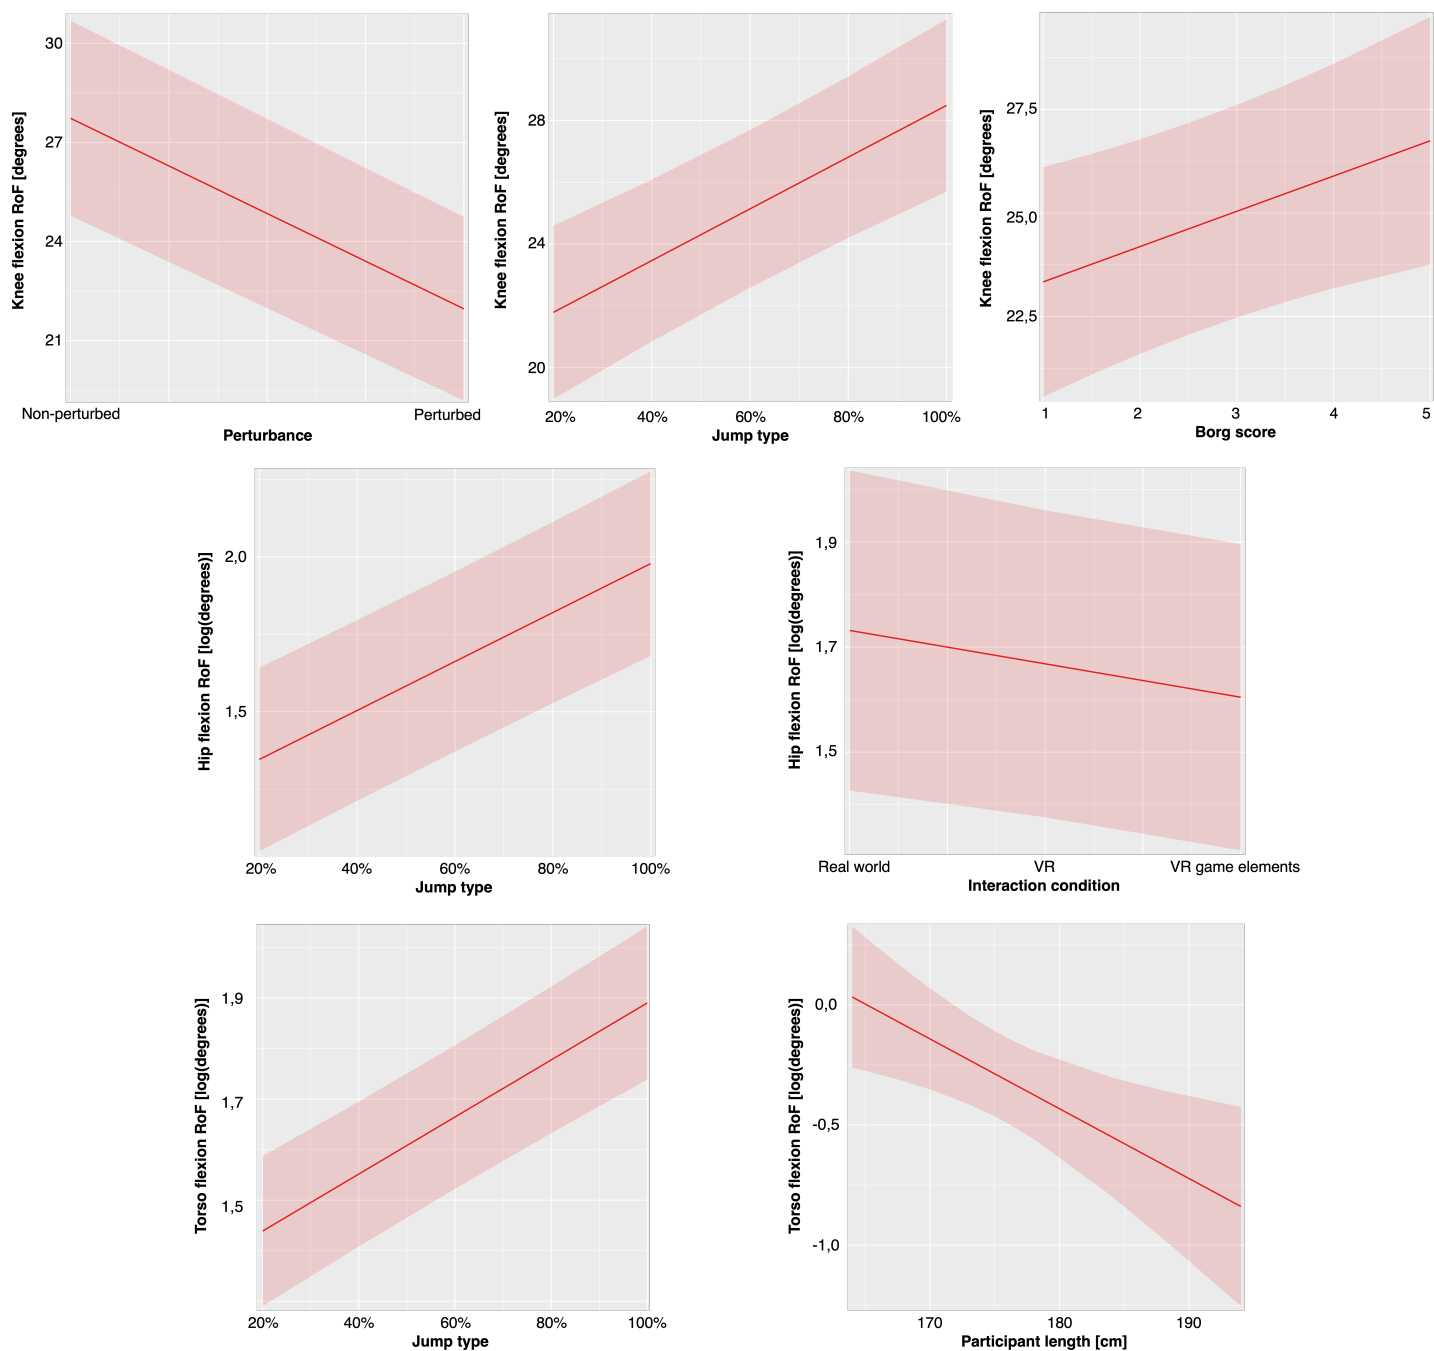 Knee flexion RoF [degrees]
30
27
24
21
Non-perturbed
Perturbed
Perturbance
Knee flexion RoF [degrees]
28
24
20
20%
40%
60%
80%
100%
Jump type
Knee flexion RoF [degrees]
27,5
25,0
22,5
1
2
3
4
5
Borg score
Hip flexion RoF [log(degrees)]
2,0
1,5
20%
40%
60%
80%
100%
Jump type
Hip flexion RoF [log(degrees)]
1,9
1,7
1,5
Real world
VR
VR game elements
Interaction condition
Torso flexion RoF [log(degrees)]
1,9
1,7
1,5
20%
40%
60%
80%
100%
Jump type
Torso flexion RoF [log(degrees)]
0,0
-0,5
-1,0
170
180
190
Participant length [cm]